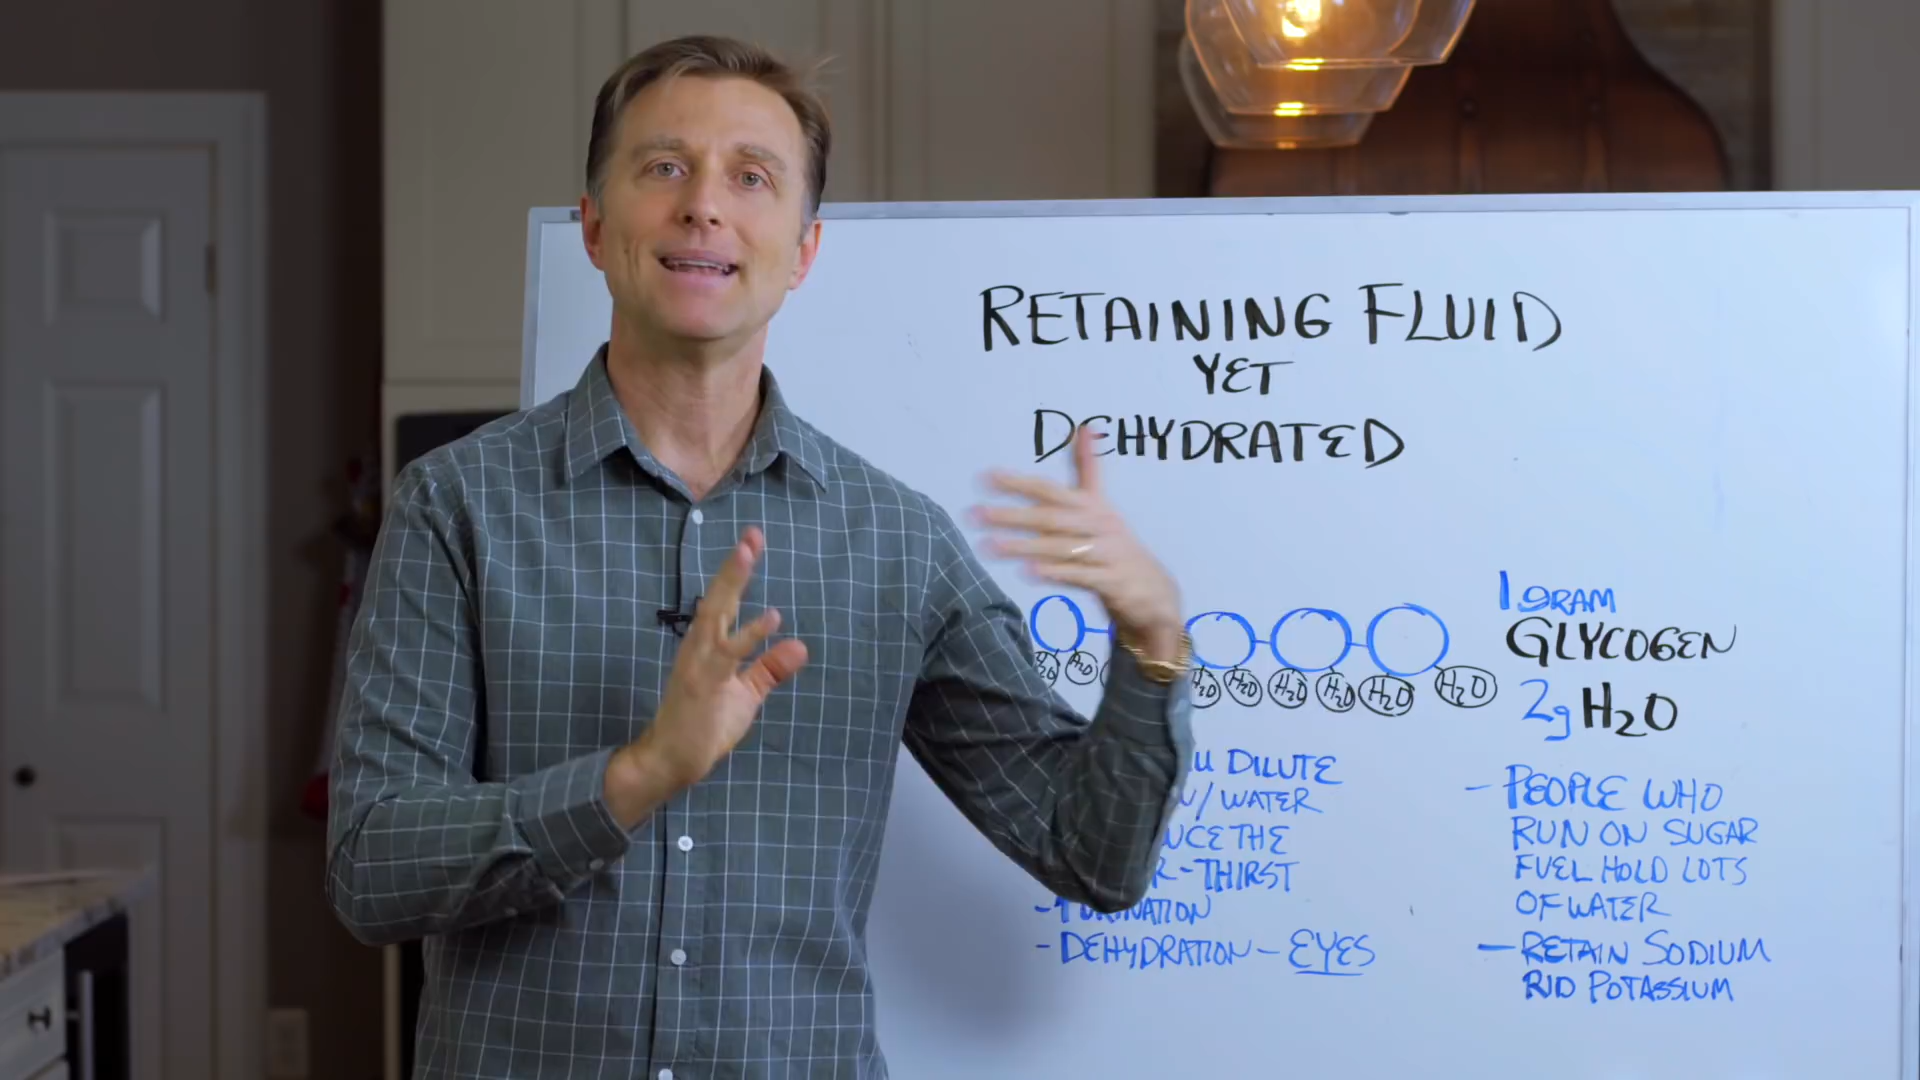 RETAINING FLUID
YET
DEHYDRATED
H2O H2O H2O H2O H2O H2O H2O H2O
1 GRAM
GLYCOGEN
2g H2O
DILUTE
W/WATER
THE
- THIRST
- ↑ URINATION
- DEHYDRATION - EYES
- PEOPLE WHO
RUN ON SUGAR
FUEL HOLD LOTS
OF WATER
- RETAIN SODIUM
RID POTASSIUM